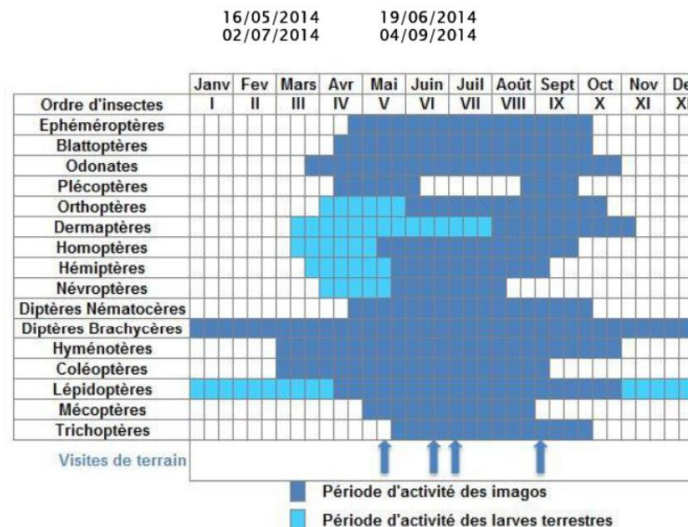 16/05/2014 19/06/2014
02/07/2014 04/09/2014
Janv Fev Mars Avr Mai Juin Juil Août Sept Oct Nov De
Ordre d'insectes I II III IV V VI VII VIII IX X XI XI
Ephéméroptères
Blattoptères
Odonates
Plécoptères
Orthoptères
Dermaptères
Homoptères
Hémiptères
Névroptères
Diptères Nématocères
Diptères Brachycères
Hyménotères
Coléoptères
Lépidoptères
Mécoptères
Trichoptères
Visites de terrain
Période d'activité des imagos
Période d'activité des larves terrestres